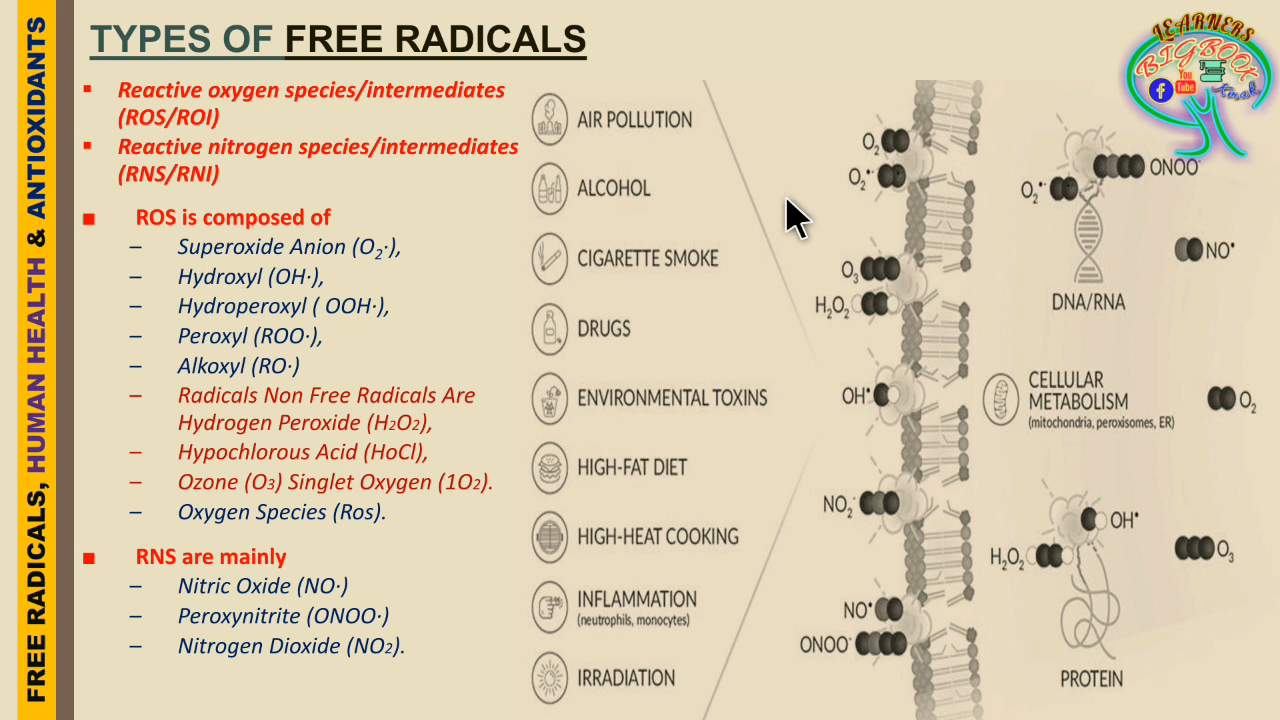 FREE RADICALS, HUMAN HEALTH & ANTIOXIDANTS
TYPES OF FREE RADICALS
▪ Reactive oxygen species/intermediates
(ROS/ROI)
▪ Reactive nitrogen species/intermediates
(RNS/RNI)
■ ROS is composed of
– Superoxide Anion (O₂·),
– Hydroxyl (OH·),
– Hydroperoxyl ( OOH·),
– Peroxyl (ROO·),
– Alkoxyl (RO·)
– Radicals Non Free Radicals Are
Hydrogen Peroxide (H2O2),
– Hypochlorous Acid (HoCl),
– Ozone (O3) Singlet Oxygen (1O2).
– Oxygen Species (Ros).
■ RNS are mainly
– Nitric Oxide (NO·)
– Peroxynitrite (ONOO·)
– Nitrogen Dioxide (NO2).
AIR POLLUTION
ALCOHOL
CIGARETTE SMOKE
DRUGS
ENVIRONMENTAL TOXINS
HIGH-FAT DIET
HIGH-HEAT COOKING
INFLAMMATION
(neutrophils, monocytes)
IRRADIATION
O₂
O₂•-
O₃
H₂O₂
OH•
NO₂-
NO•
ONOO-
O₂•-
ONOO-
NO•
DNA/RNA
CELLULAR
METABOLISM
(mitochondria, peroxisomes, ER)
O₂
OH•
H₂O₂
O₃
PROTEIN
LEARNERS
BIGBOOK
f
You
Tube